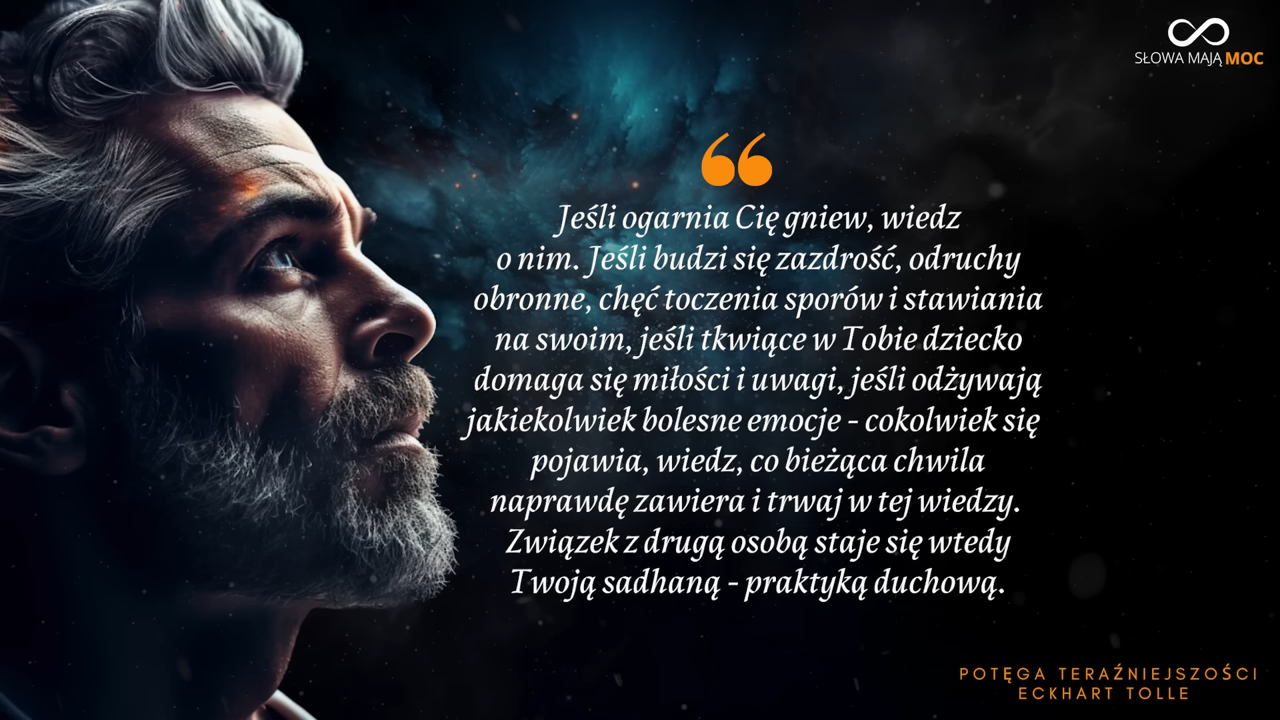 SŁOWA MAJĄ MOC
“
Jeśli ogarnia Cię gniew, wiedz
o nim. Jeśli budzi się zazdrość, odruchy
obronne, chęć toczenia sporów i stawiania
na swoim, jeśli tkwiące w Tobie dziecko
domaga się miłości i uwagi, jeśli odżywają
jakiekolwiek bolesne emocje - cokolwiek się
pojawia, wiedz, co bieżąca chwila
naprawdę zawiera i trwaj w tej wiedzy.
Związek z drugą osobą staje się wtedy
Twoją sadhaną - praktyką duchową.
POTĘGA TERAŹNIEJSZOŚCI
ECKHART TOLLE